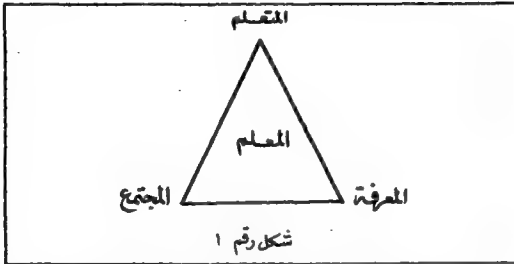 المتعلم
المعلم
المعرفة المجتمع
شكل رقم ١